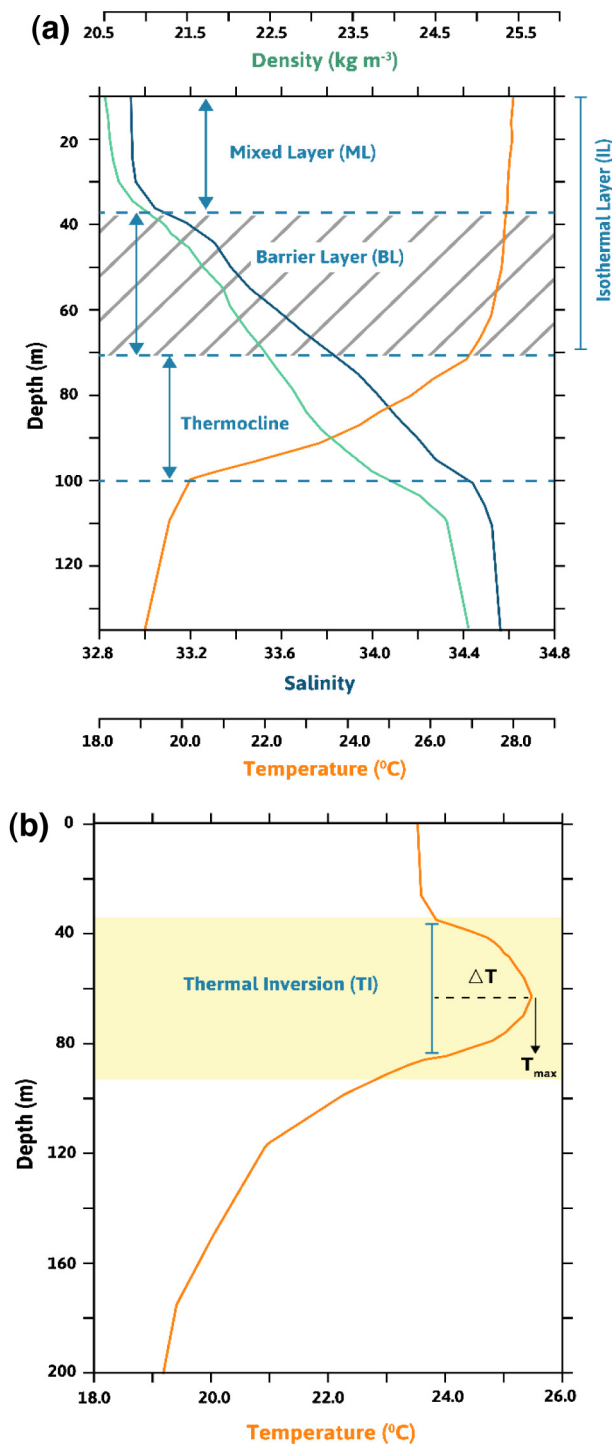 (a)
20.5 21.5 22.5 23.5 24.5 25.5
Density (kg m⁻³)
Mixed Layer (ML)
Barrier Layer (BL)
Thermocline
Isothermal Layer (IL)
Depth (m)
20
40
60
80
100
120
32.8 33.2 33.6 34.0 34.4 34.8
Salinity
18.0 20.0 22.0 24.0 26.0 28.0
Temperature (⁰C)
(b)
Thermal Inversion (TI)
△T
Tmax
Depth (m)
0
40
80
120
160
200
18.0 20.0 22.0 24.0 26.0
Temperature (⁰C)